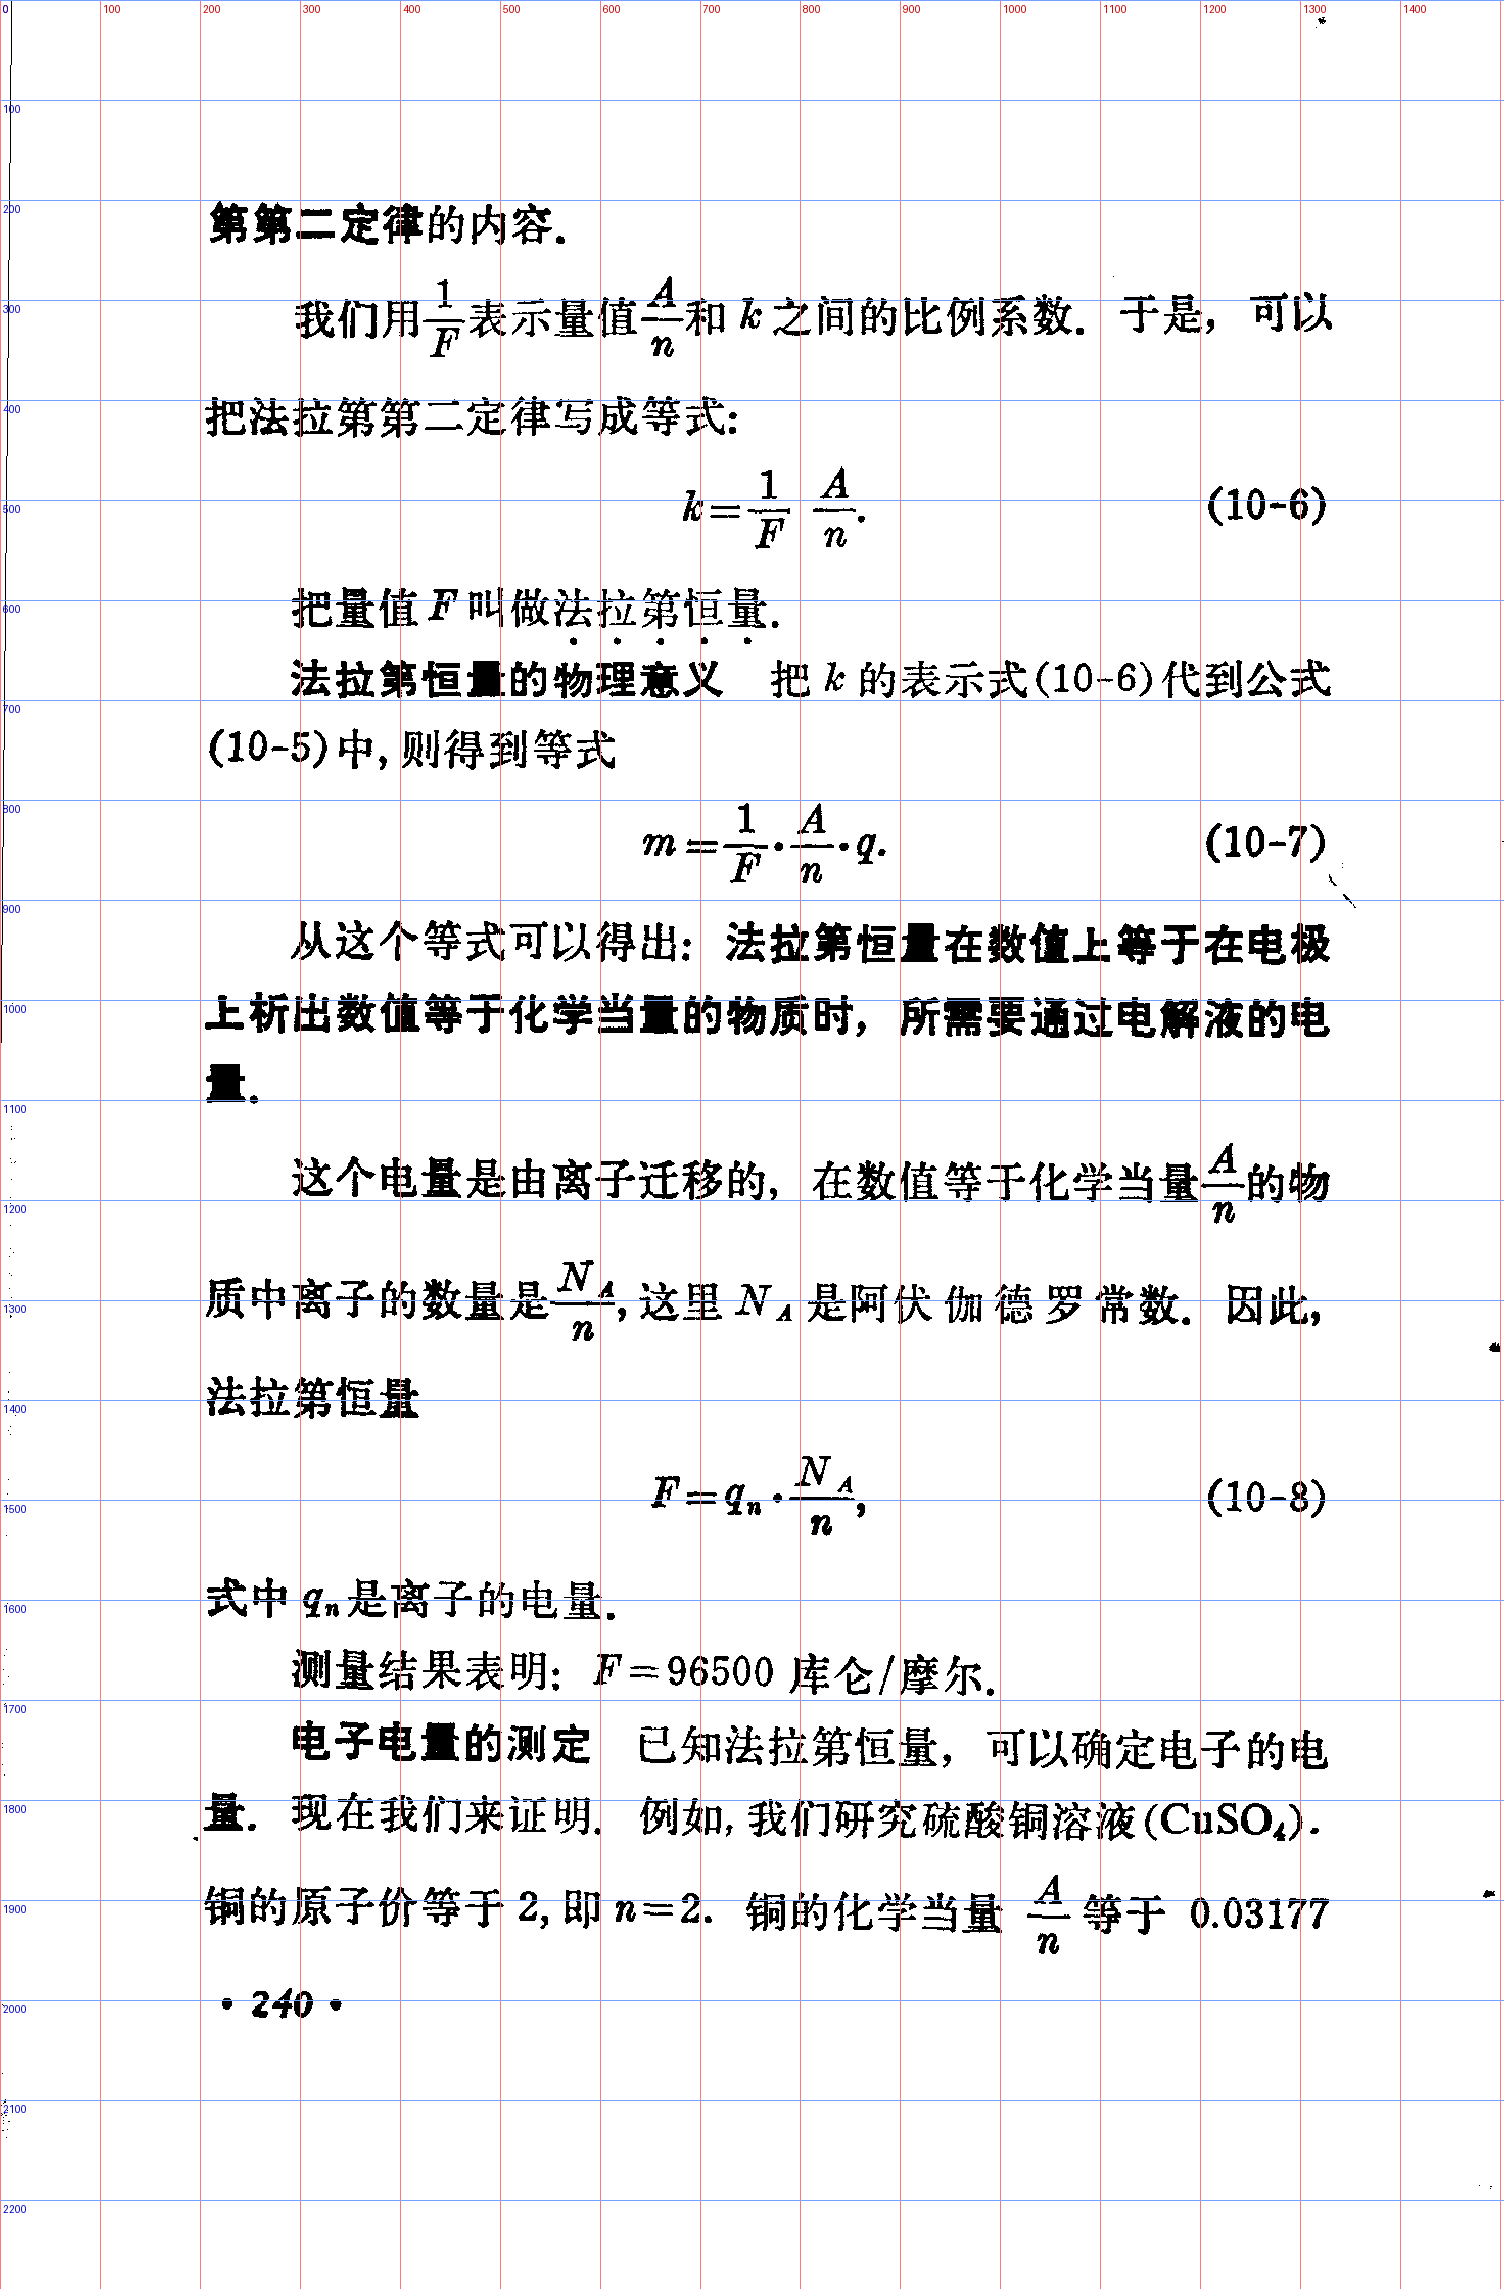 第第二定律的内容.
我们用1/F表示量值A/n和 k 之间的比例系数. 于是, 可以
把法拉第第二定律写成等式:
k=1/F A/n. (10-6)
把量值 F 叫做法拉第恒量.
法拉第恒量的物理意义 把 k 的表示式(10-6)代到公式
(10-5)中, 则得到等式
m=1/F·A/n·q. (10-7)
从这个等式可以得出: 法拉第恒量在数值上等于在电极
上析出数值等于化学当量的物质时, 所需要通过电解液的电
量.
这个电量是由离子迁移的, 在数值等于化学当量A/n的物
质中离子的数量是N_A/n, 这里 N_A 是阿伏伽德罗常数. 因此,
法拉第恒量
F=q_n·N_A/n, (10-8)
式中 q_n 是离子的电量.
测量结果表明: F=96500 库仑/摩尔.
电子电量的测定 已知法拉第恒量, 可以确定电子的电
量. 现在我们来证明. 例如, 我们研究硫酸铜溶液(CuSO₄).
铜的原子价等于 2, 即 n=2. 铜的化学当量 A/n 等于 0.03177
• 240 •